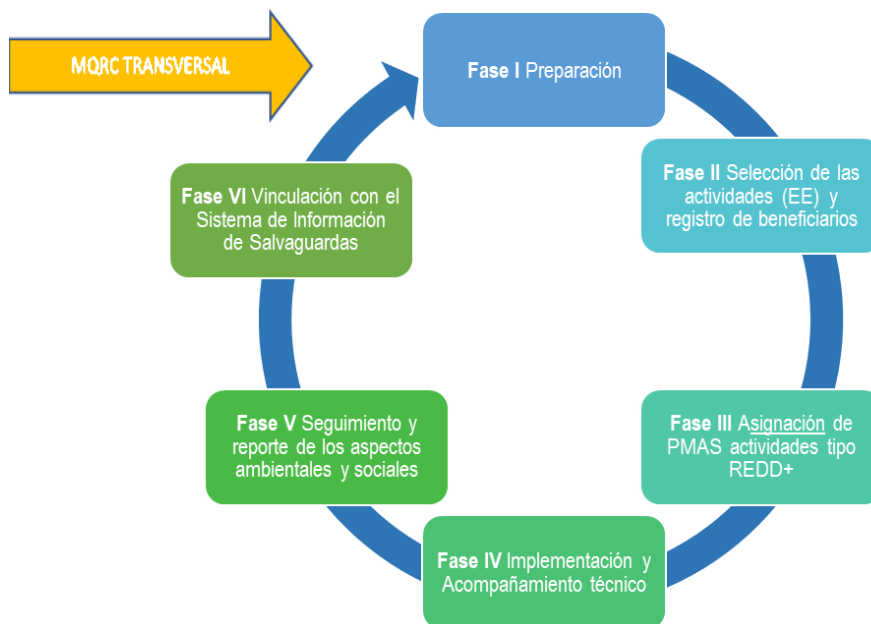 MQRC TRANSVERSAL
Fase I Preparación
Fase II Selección de las
actividades (EE) y
registro de beneficiarios
Fase III Asignación de
PMAS actividades tipo
REDD+
Fase IV Implementación y
Acompañamiento técnico
Fase V Seguimiento y
reporte de los aspectos
ambientales y sociales
Fase VI Vinculación con el
Sistema de Información
de Salvaguardas